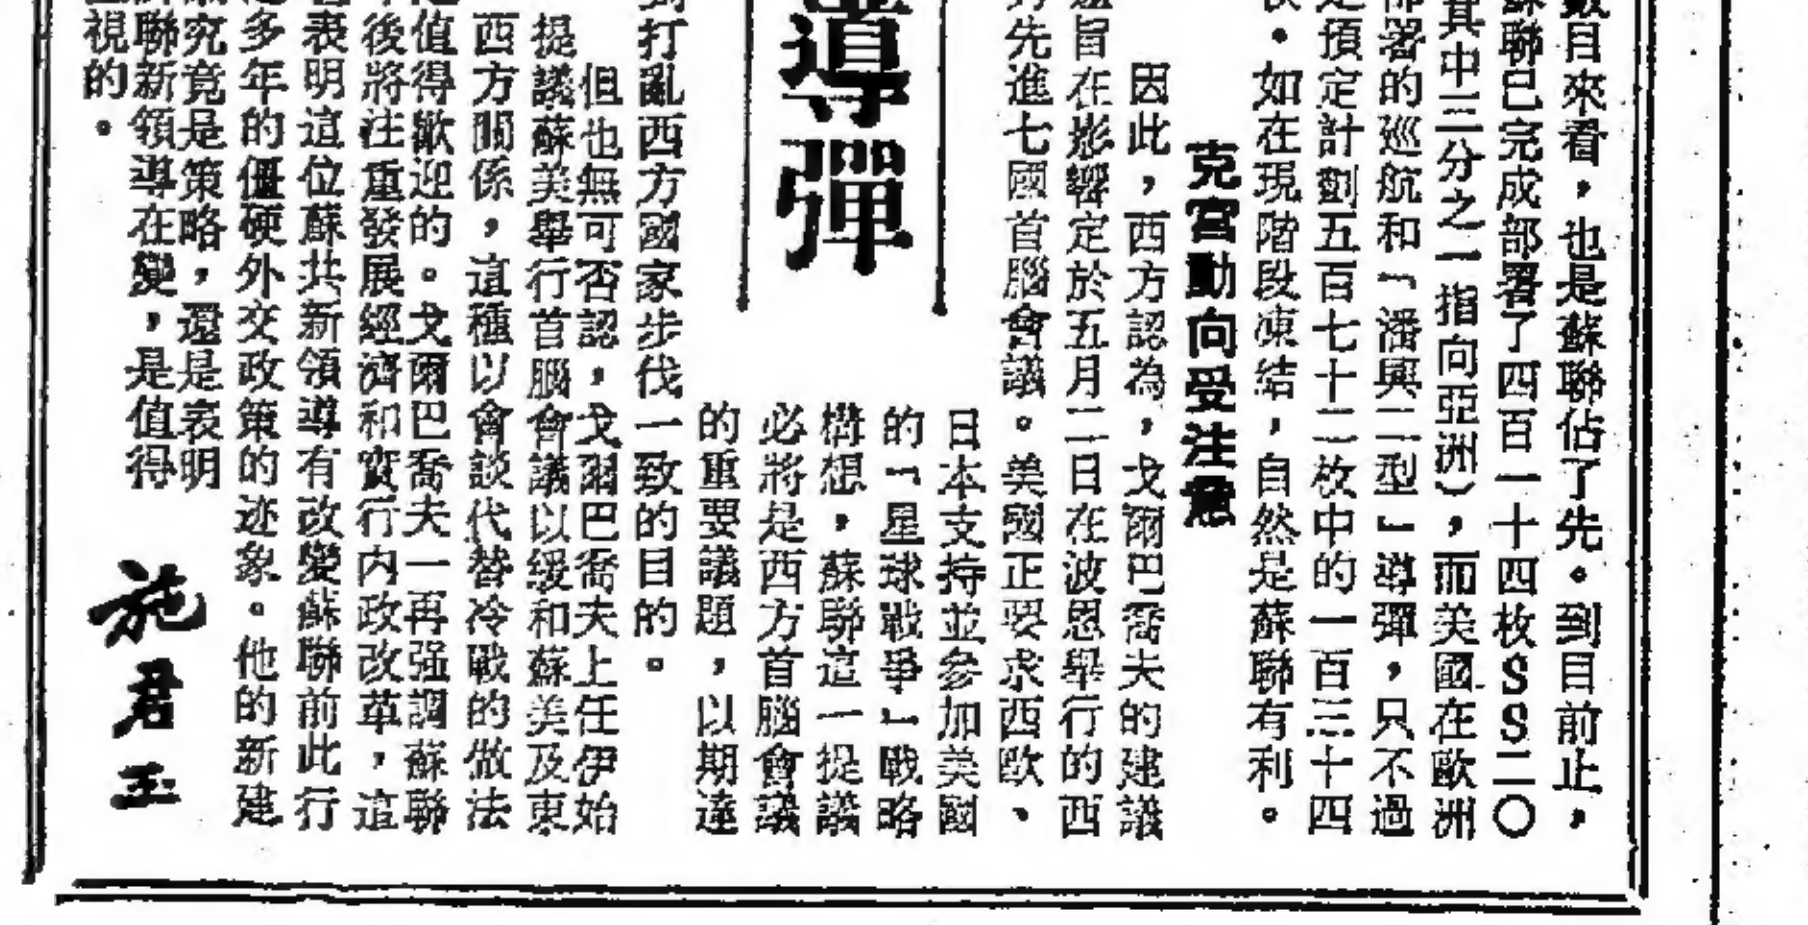 數目來看，也是蘇聯佔了先。到目前止，
蘇聯已完成部署了四百一十四枚SS二〇
其中三分之一指向亞洲），而美國在歐洲
部署的巡航和「潘興二型」導彈，只不過
是預定計劃五百七十二枚中的一百三十四
。如在現階段凍結，自然是蘇聯有利。
克宮動向受注意
因此，西方認為，戈爾巴喬夫的建議
旨在影響定於五月二日在波恩舉行的西
方先進七國首腦會議。美國正要求西歐、
日本支持並參加美國
的「星球戰爭」戰略
構想，蘇聯這一提議
必將是西方首腦會議
的重要議題，以期達
導彈
到打亂西方國家步伐一致的目的。
但也無可否認，戈爾巴喬夫上任伊始
提議蘇美舉行首腦會議以緩和蘇美及東
西方關係，這種以會談代替冷戰的做法
值得歡迎的。戈爾巴喬夫一再强調蘇聯
後將注重發展經濟和實行内政改革，這
表明這位蘇共新領導有改變蘇聯前此行
多年的僵硬外交政策的迹象。他的新建
究竟是策略，還是表明
聯新領導在變，是值得
視的。
施君玉